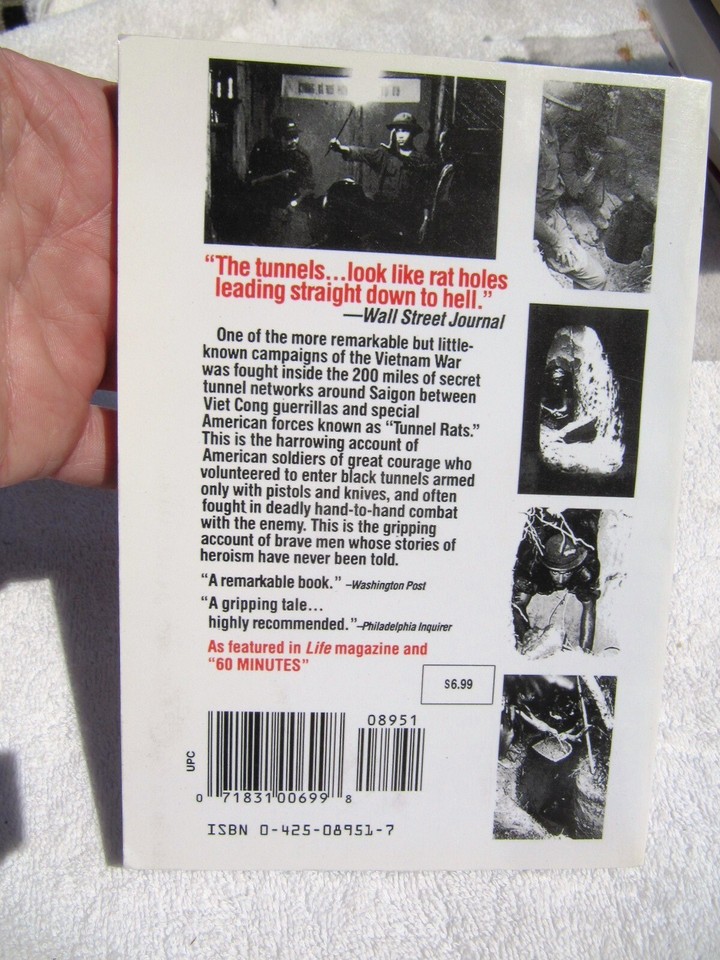 “The tunnels...look like rat holes
leading straight down to hell.”
—Wall Street Journal
One of the more remarkable but little-
known campaigns of the Vietnam War
was fought inside the 200 miles of secret
tunnel networks around Saigon between
Viet Cong guerrillas and special
American forces known as “Tunnel Rats.”
This is the harrowing account of
American soldiers of great courage who
volunteered to enter black tunnels armed
only with pistols and knives, and often
fought in deadly hand-to-hand combat
with the enemy. This is the gripping
account of brave men whose stories of
heroism have never been told.
“A remarkable book.” –Washington Post
“A gripping tale...
highly recommended.”–Philadelphia Inquirer
As featured in Life magazine and
“60 MINUTES”
$6.99
08951
UPC
0 71831 00699 8
ISBN 0-425-08951-7